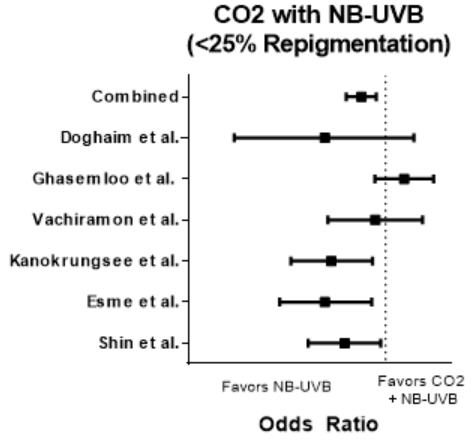 CO2 with NB-UVB
(<25% Repigmentation)
Combined
Doghaim et al.
Ghasemloo et al.
Vachiramon et al.
Kanokrungsee et al.
Esme et al.
Shin et al.
Favors NB-UVB
Favors CO2
+ NB-UVB
Odds Ratio